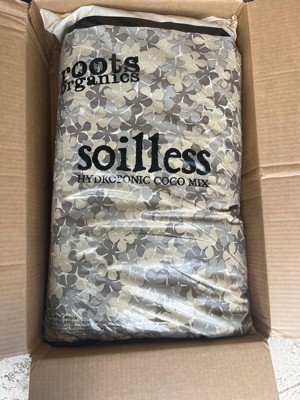 roots
organics
soilless
HYDROPONIC COCO MIX